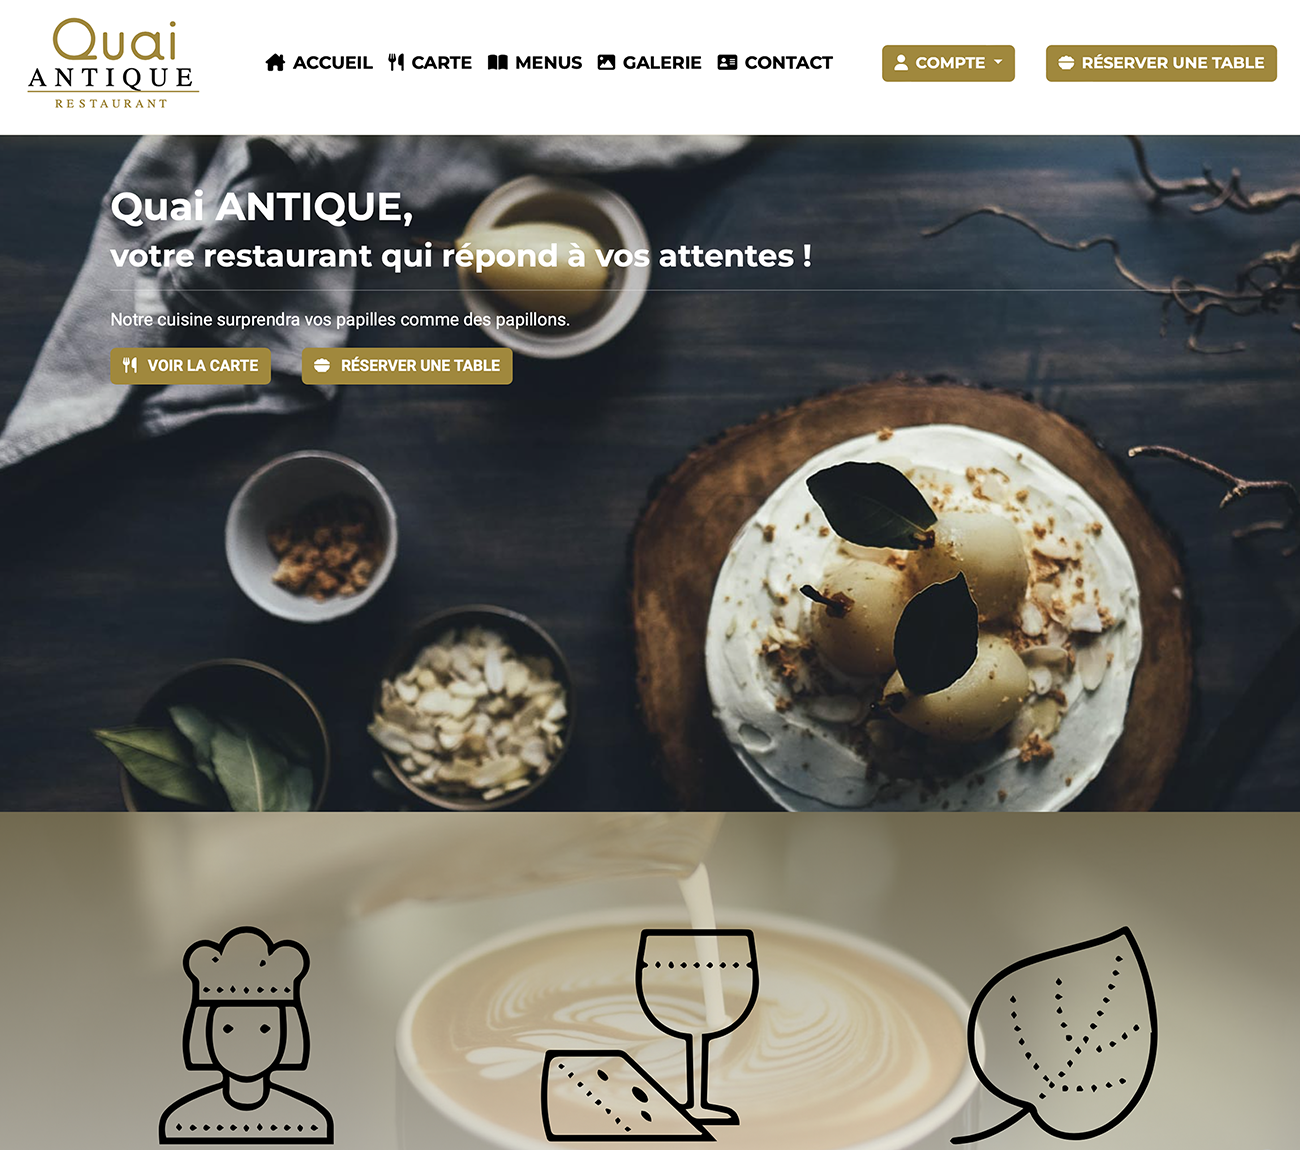 Quai
ANTIQUE
RESTAURANT
ACCUEIL CARTE MENUS GALERIE CONTACT COMPTE RÉSERVER UNE TABLE
Quai ANTIQUE,
votre restaurant qui répond à vos attentes !
Notre cuisine surprendra vos papilles comme des papillons.
VOIR LA CARTE RÉSERVER UNE TABLE